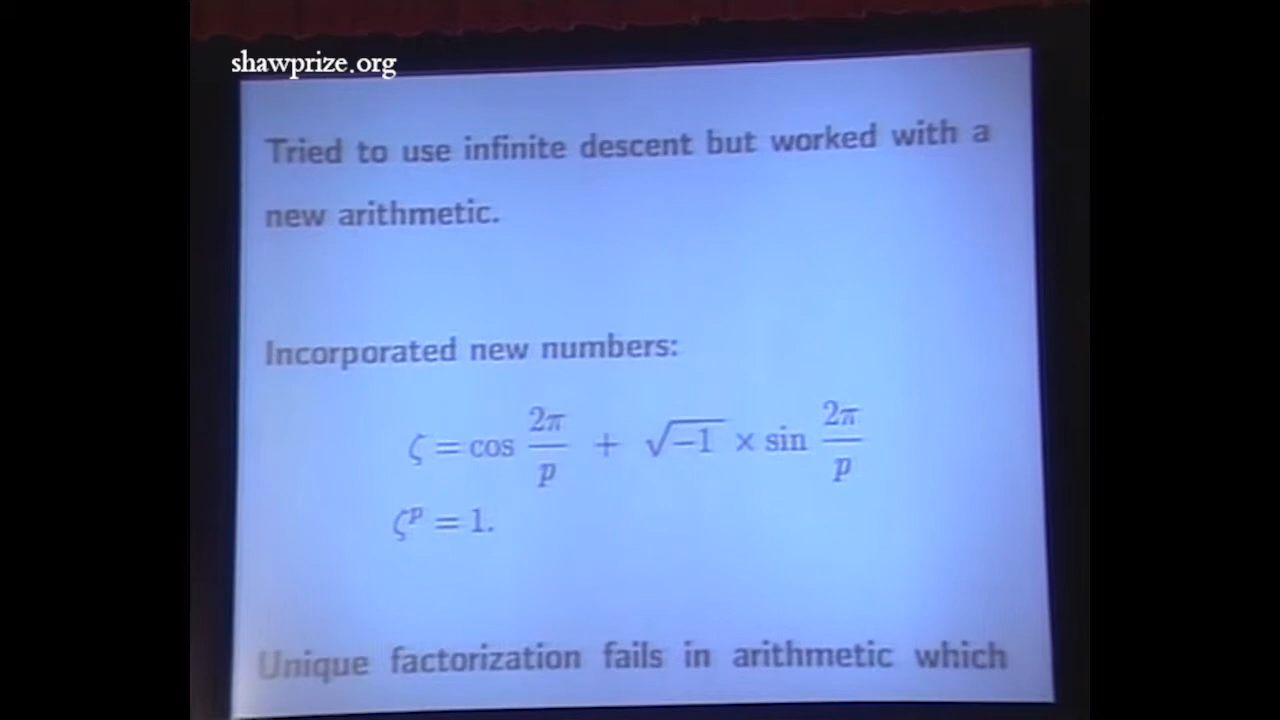 shawprize.org
Tried to use infinite descent but worked with a
new arithmetic.
Incorporated new numbers:
ζ = cos 2π/p + √−1 × sin 2π/p
ζᵖ = 1.
Unique factorization fails in arithmetic which